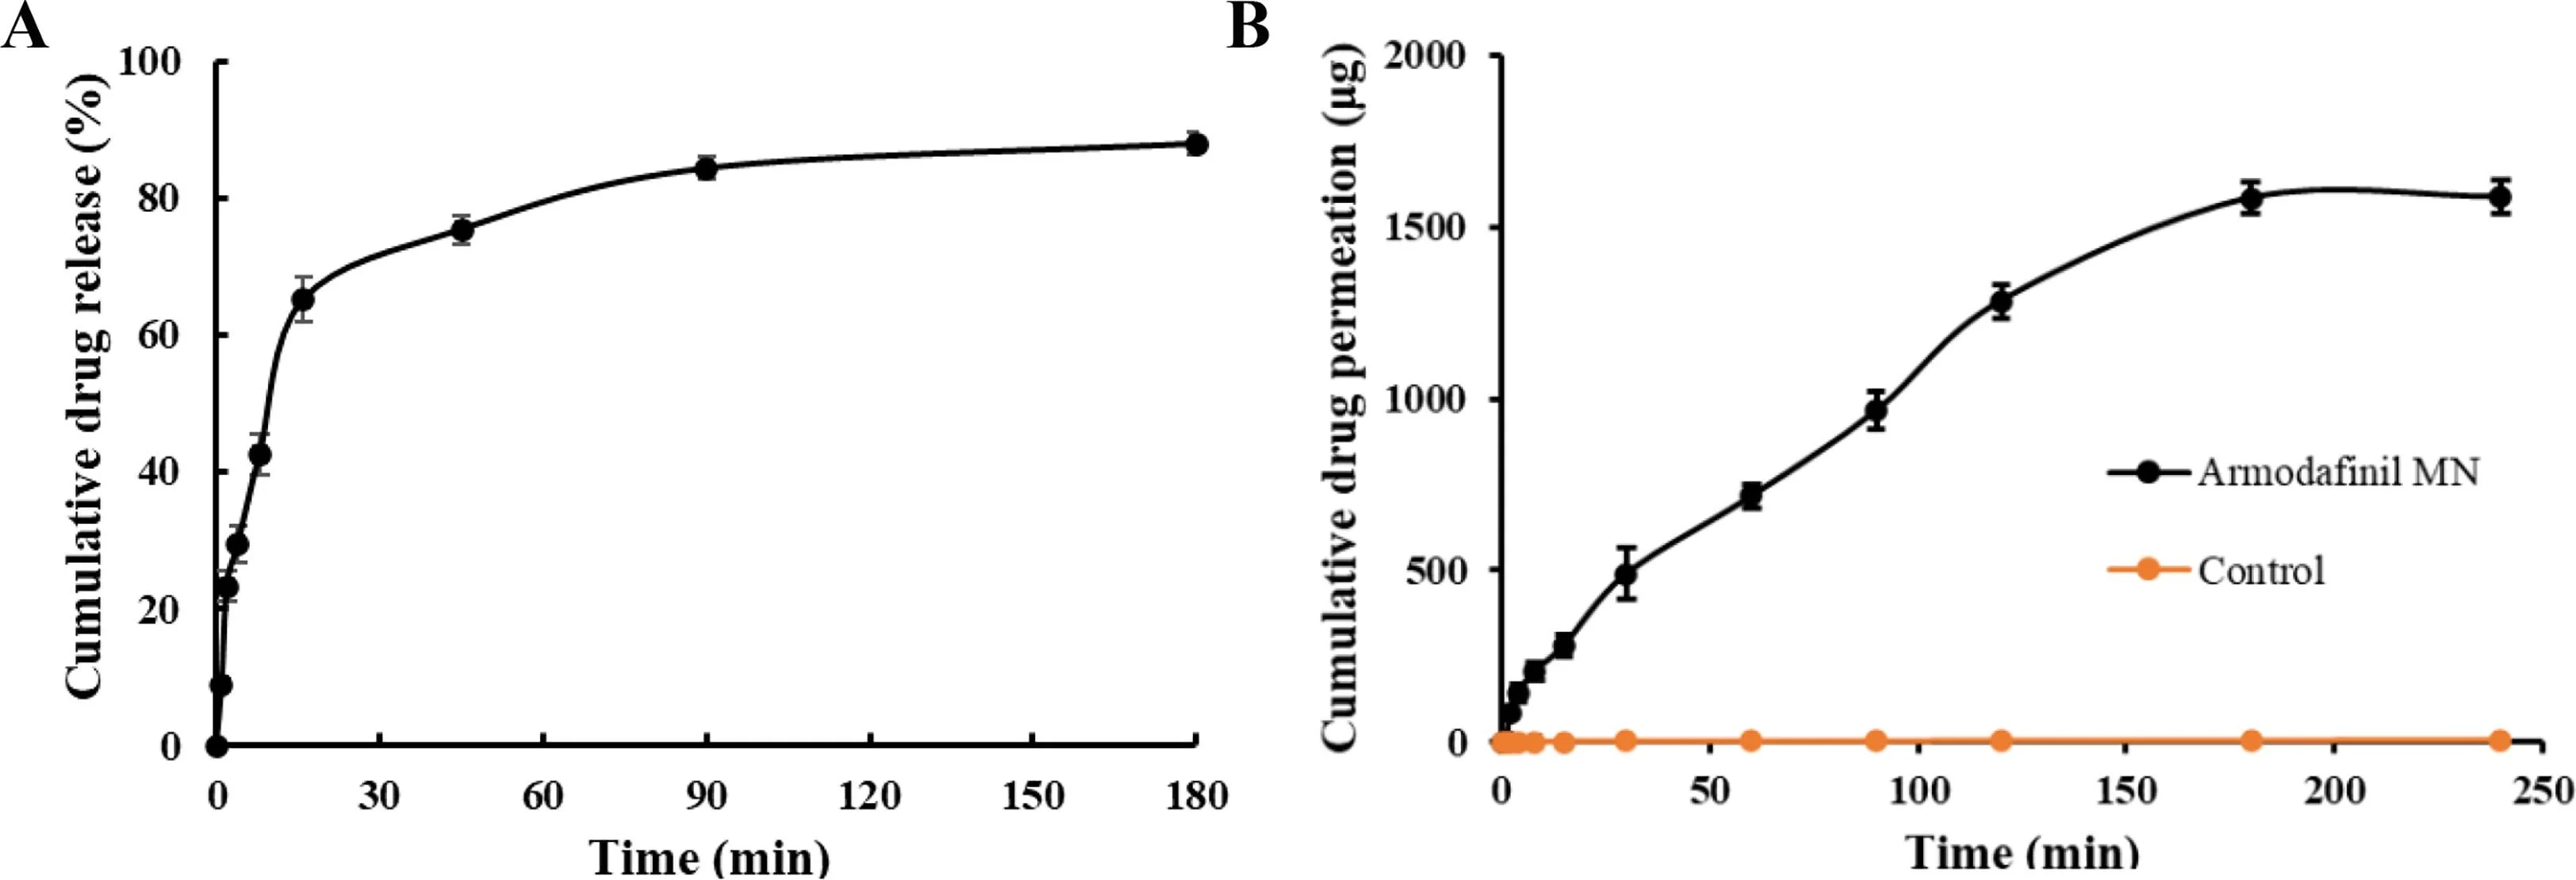 A
Cumulative drug release (%)
100
80
60
40
20
0
0 30 60 90 120 150 180
Time (min)
B
Cumulative drug permeation (µg)
2000
1500
1000
500
0
0 50 100 150 200 250
Time (min)
Armodafinil MN
Control